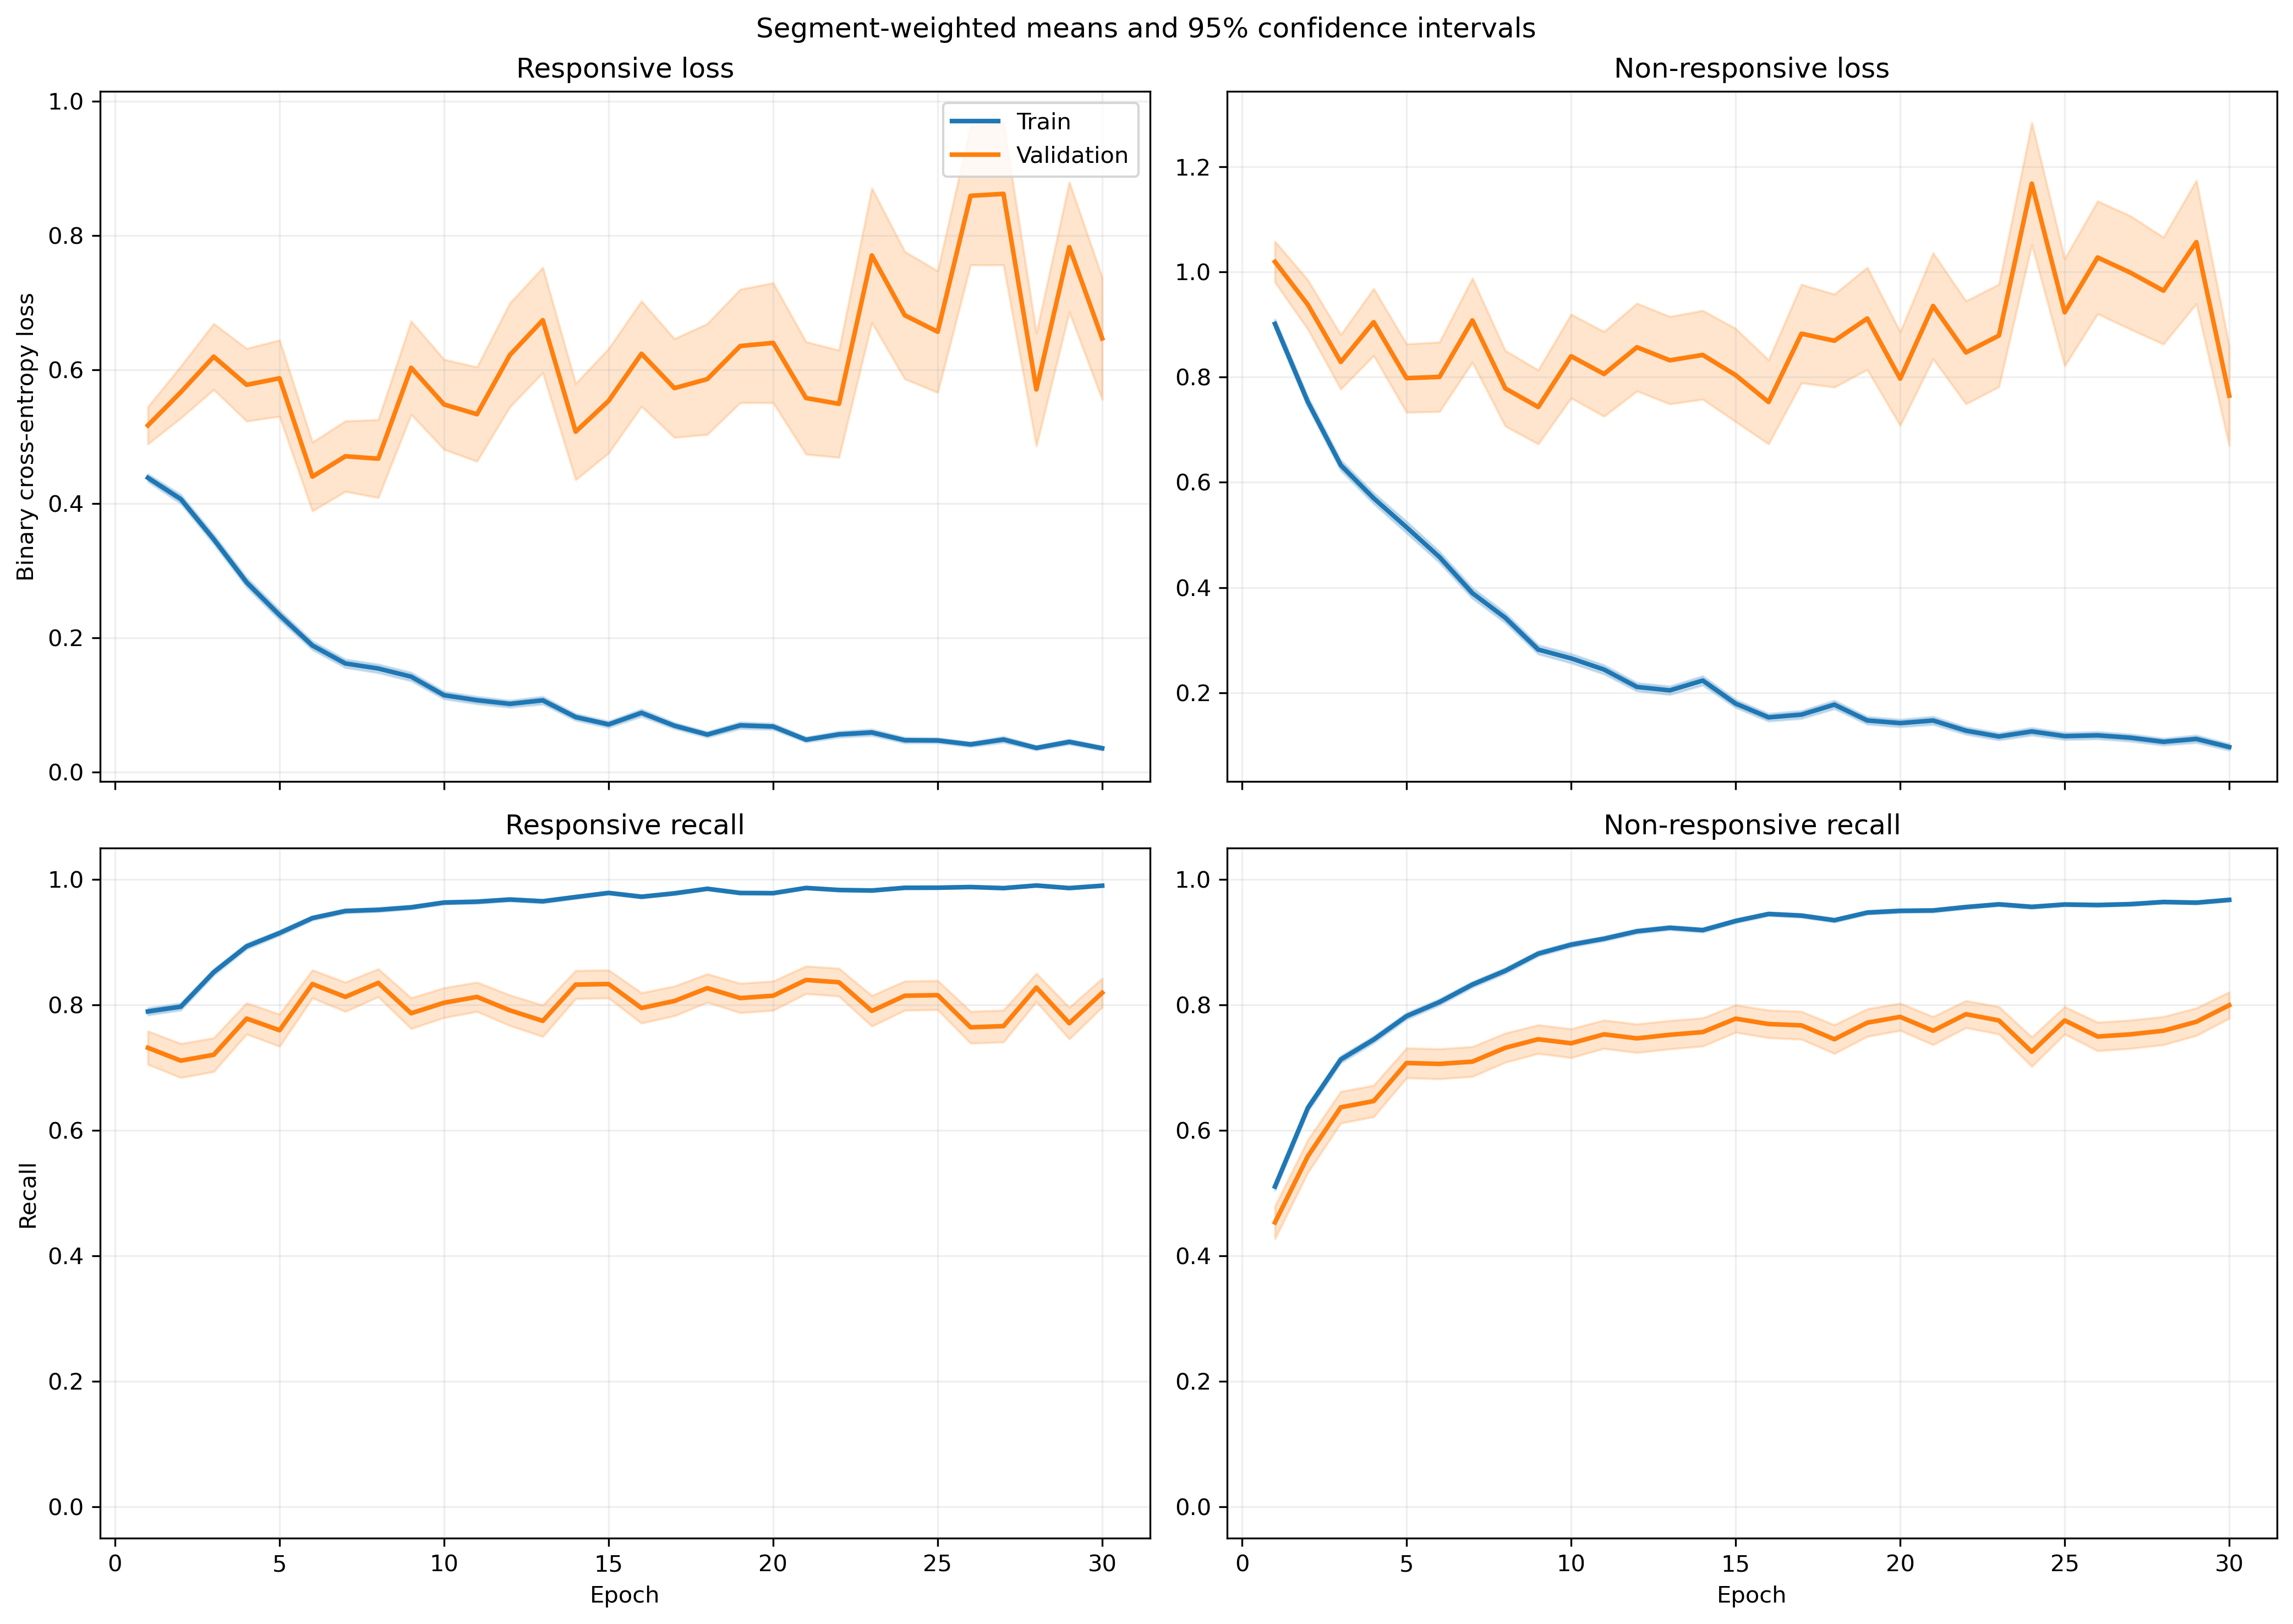 Segment-weighted means and 95% confidence intervals
Responsive loss
Non-responsive loss
Binary cross-entropy loss
1.0
0.8
0.6
0.4
0.2
0.0
Train
Validation
1.2
1.0
0.8
0.6
0.4
0.2
Responsive recall
Non-responsive recall
Recall
1.0
0.8
0.6
0.4
0.2
0.0
0 5 10 15 20 25 30
Epoch
1.0
0.8
0.6
0.4
0.2
0.0
0 5 10 15 20 25 30
Epoch